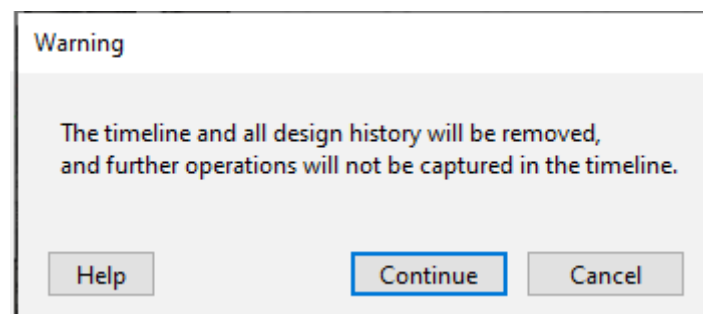 Warning
The timeline and all design history will be removed,
and further operations will not be captured in the timeline.
Help Continue Cancel